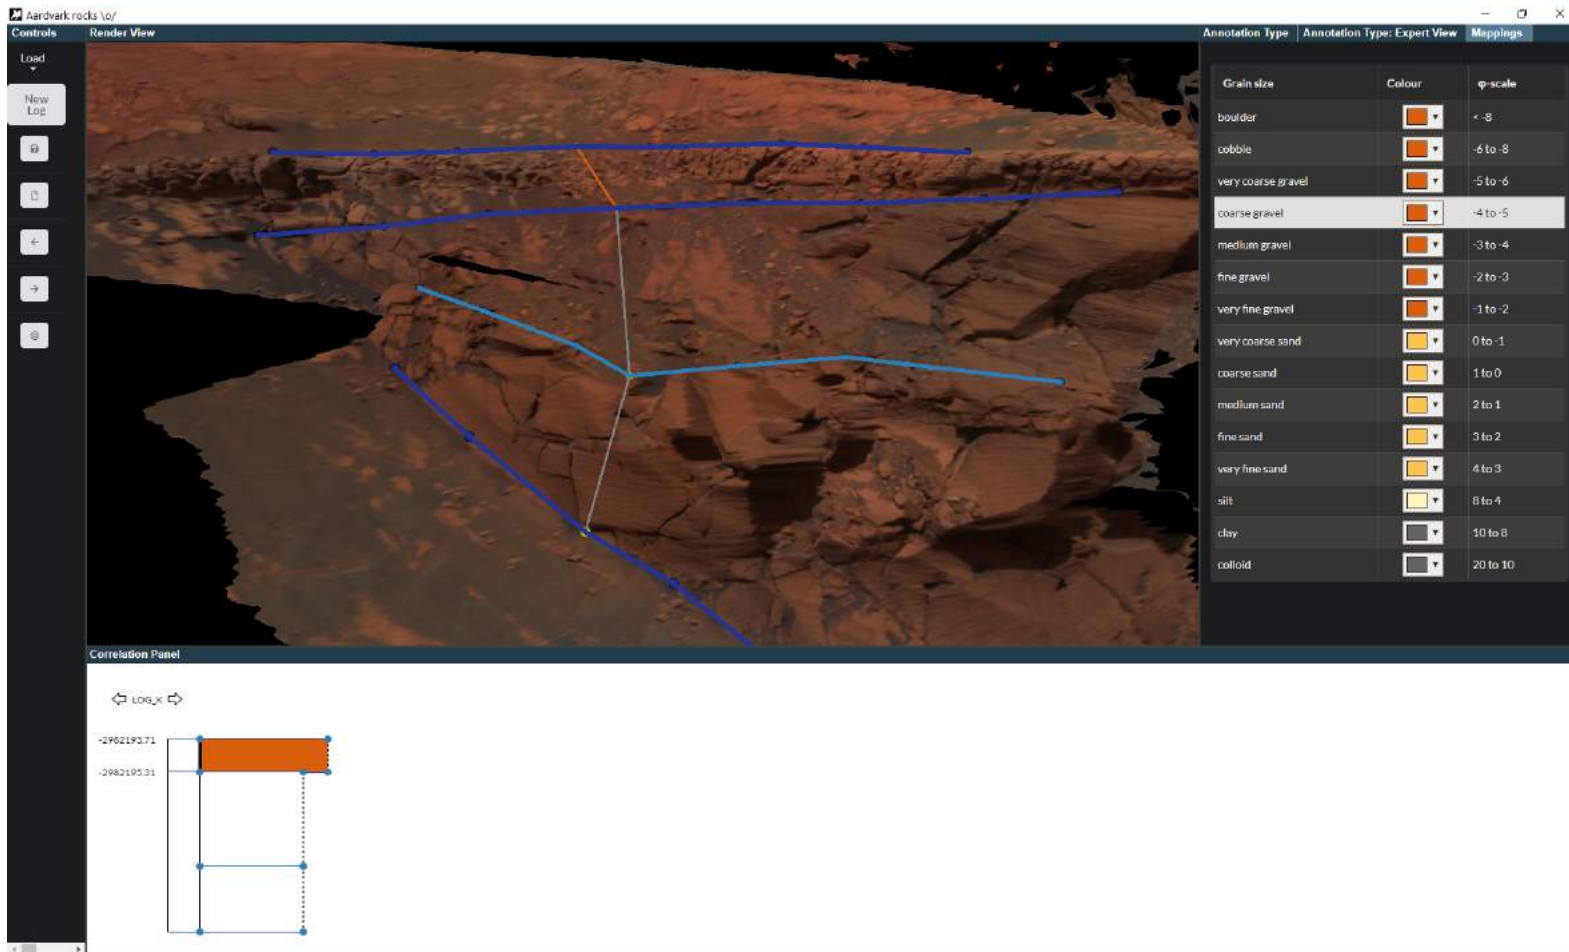 Aardvark rocks \o/
Controls
Render View
Annotation Type
Annotation Type: Expert View
Mappings
Load
New
Log
Grain size Colour φ-scale
boulder < -8
cobble -6 to -8
very coarse gravel -5 to -6
coarse gravel -4 to -5
medium gravel -3 to -4
fine gravel -2 to -3
very fine gravel -1 to -2
very coarse sand 0 to -1
coarse sand 1 to 0
medium sand 2 to 1
fine sand 3 to 2
very fine sand 4 to 3
silt 8 to 4
clay 10 to 8
colloid 20 to 10
Correlation Panel
LOG_X
-2982193.71
-2982195.31